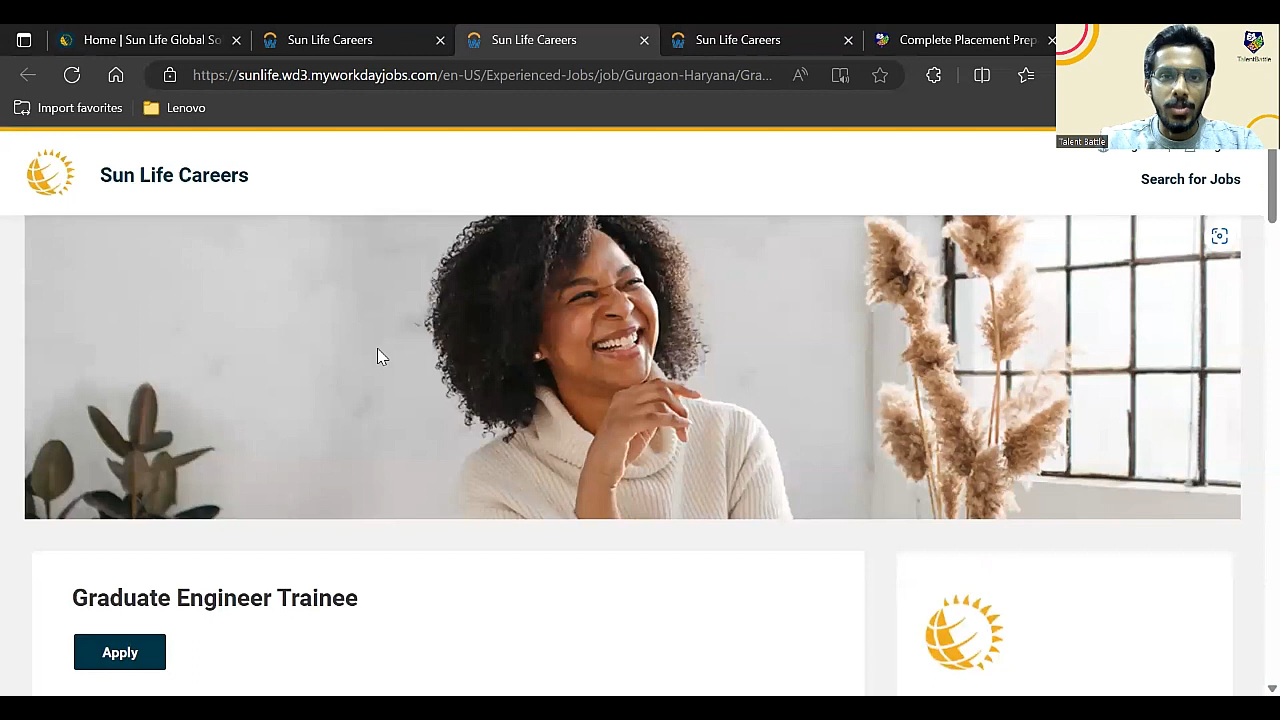 Home | Sun Life Global So
Sun Life Careers
Sun Life Careers
Sun Life Careers
Complete Placement Prep
https://sunlife.wd3.myworkdayjobs.com/en-US/Experienced-Jobs/job/Gurgaon-Haryana/Gra...
Import favorites
Lenovo
TalentBattle
Talent Battle
Sun Life Careers
Search for Jobs
Graduate Engineer Trainee
Apply